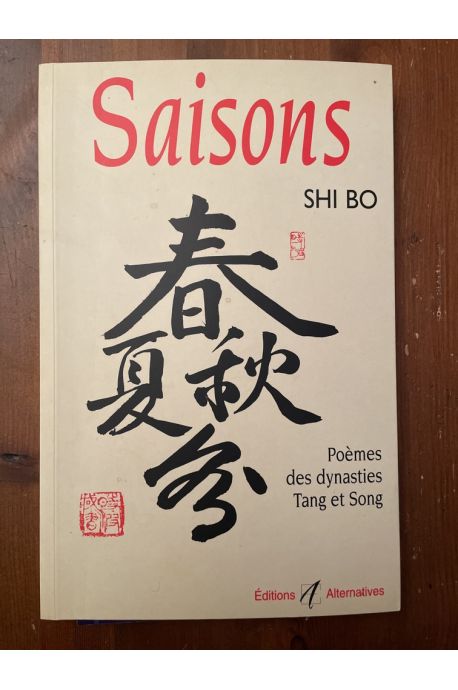 Saisons
SHI BO
春
夏秋
冬
Poèmes
des dynasties
Tang et Song
Éditions Alternatives